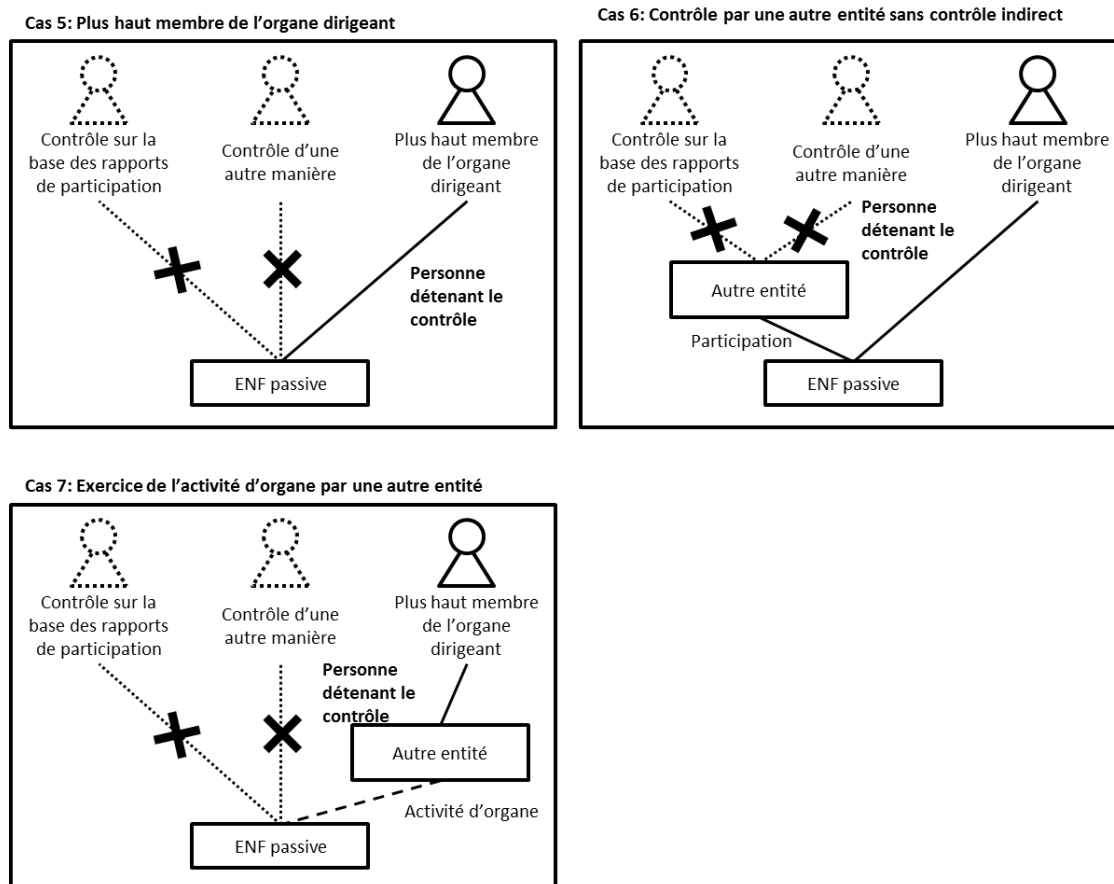 Cas 5: Plus haut membre de l'organe dirigeant
Contrôle sur la
base des rapports
de participation
Contrôle d'une
autre manière
Plus haut membre
de l'organe
dirigeant
Personne
détenant le
contrôle
ENF passive
Cas 6: Contrôle par une autre entité sans contrôle indirect
Contrôle sur la
base des rapports
de participation
Contrôle d'une
autre manière
Plus haut membre
de l'organe
dirigeant
Personne
détenant le
contrôle
Autre entité
Participation
ENF passive
Cas 7: Exercice de l'activité d'organe par une autre entité
Contrôle sur la
base des rapports
de participation
Contrôle d'une
autre manière
Plus haut membre
de l'organe
dirigeant
Personne
détenant le
contrôle
Autre entité
Activité d'organe
ENF passive